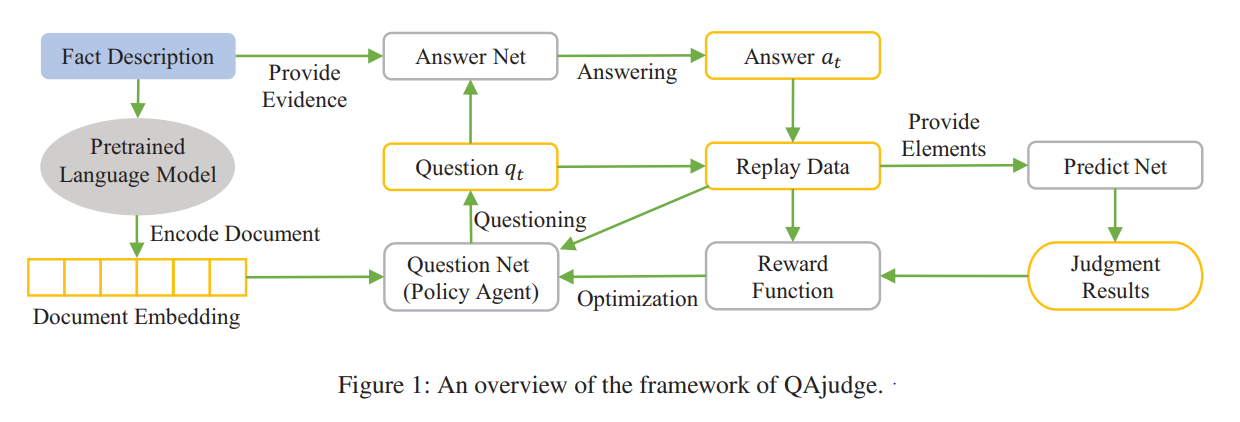 Fact Description
Provide
Evidence
Answer Net
Answering
Answer at
Pretrained
Language Model
Question qt
Replay Data
Provide
Elements
Predict Net
Encode Document
Questioning
Document Embedding
Question Net
(Policy Agent)
Optimization
Reward
Function
Judgment
Results
Figure 1: An overview of the framework of QAjudge.